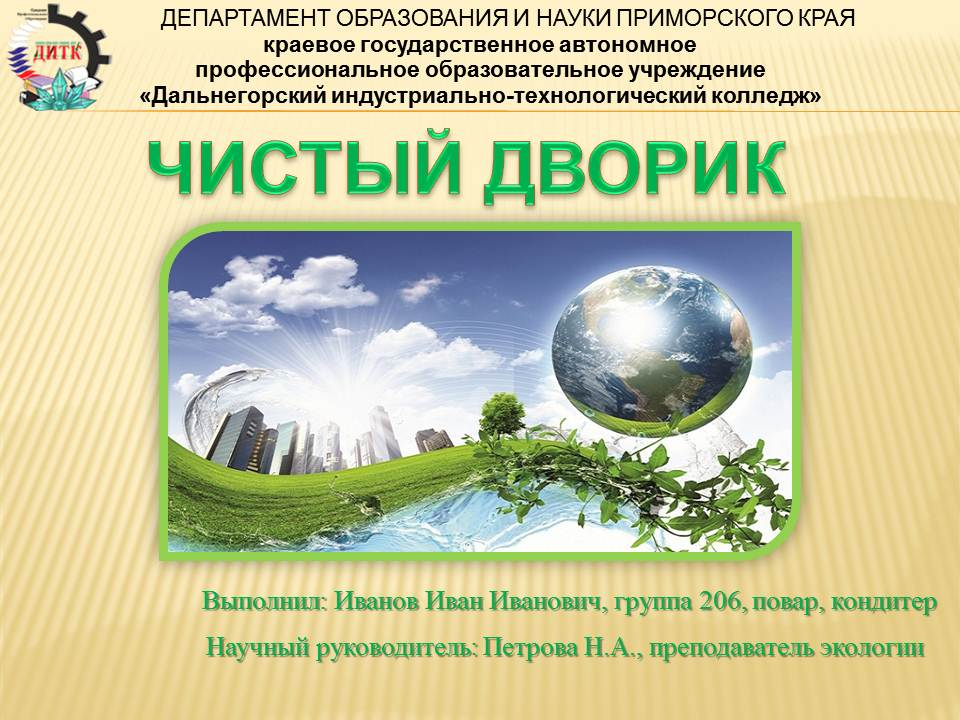 ДИТК
ДЕПАРТАМЕНТ ОБРАЗОВАНИЯ И НАУКИ ПРИМОРСКОГО КРАЯ
краевое государственное автономное
профессиональное образовательное учреждение
«Дальнегорский индустриально-технологический колледж»
ЧИСТЫЙ ДВОРИК
Выполнил: Иванов Иван Иванович, группа 206, повар, кондитер
Научный руководитель: Петрова Н.А., преподаватель экологии